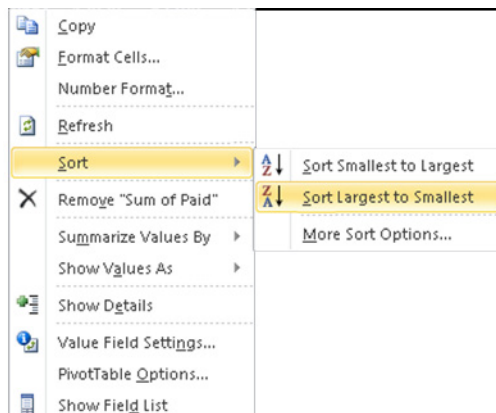 Copy
Format Cells...
Number Format...
Refresh
Sort
Sort Smallest to Largest
Remove "Sum of Paid"
Sort Largest to Smallest
Summarize Values By
More Sort Options...
Show Values As
Show Details
Value Field Settings...
PivotTable Options...
Show Field List